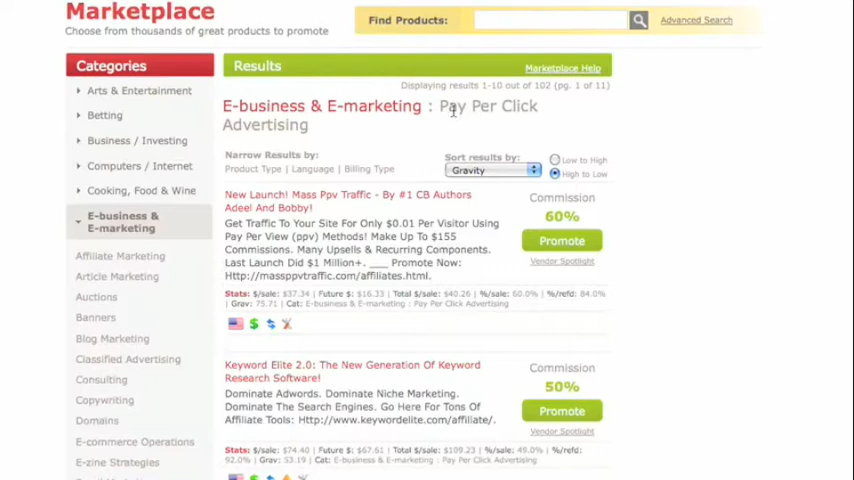 Marketplace
Choose from thousands of great products to promote
Find Products:
Advanced Search
Categories
Arts & Entertainment
Betting
Business / Investing
Computers / Internet
Cooking, Food & Wine
E-business &
E-marketing
Affiliate Marketing
Article Marketing
Auctions
Banners
Blog Marketing
Classified Advertising
Consulting
Copywriting
Domains
E-commerce Operations
E-zine Strategies
Results
Marketplace Help
Displaying results 1-10 out of 102 (pg. 1 of 11)
E-business & E-marketing : Pay Per Click
Advertising
Narrow Results by:
Product Type | Language | Billing Type
Sort results by:
Gravity
Low to High
High to Low
New Launch! Mass Ppv Traffic - By #1 CB Authors
Adeel And Bobby!
Get Traffic To Your Site For Only $0.01 Per Visitor Using
Pay Per View (ppv) Methods! Make Up To $155
Commissions. Many Upsells & Recurring Components.
Last Launch Did $1 Million+. ___ Promote Now:
Http://massppvtraffic.com/affiliates.html.
Commission
60%
Promote
Vendor Spotlight
Stats: $/sale: $37.34 | Future $: $16.33 | Total $/sale: $40.26 | %/sale: 60.0% | %/refd: 84.0%
| Grav: 75.71 | Cat: E-business & E-marketing : Pay Per Click Advertising
Keyword Elite 2.0: The New Generation Of Keyword
Research Software!
Dominate Adwords. Dominate Niche Marketing.
Dominate The Search Engines. Go Here For Tons Of
Affiliate Tools: Http://www.keywordelite.com/affiliate/.
Commission
50%
Promote
Vendor Spotlight
Stats: $/sale: $74.40 | Future $: $67.61 | Total $/sale: $109.23 | %/sale: 49.0% | %/refd:
92.0% | Grav: 53.19 | Cat: E-business & E-marketing : Pay Per Click Advertising